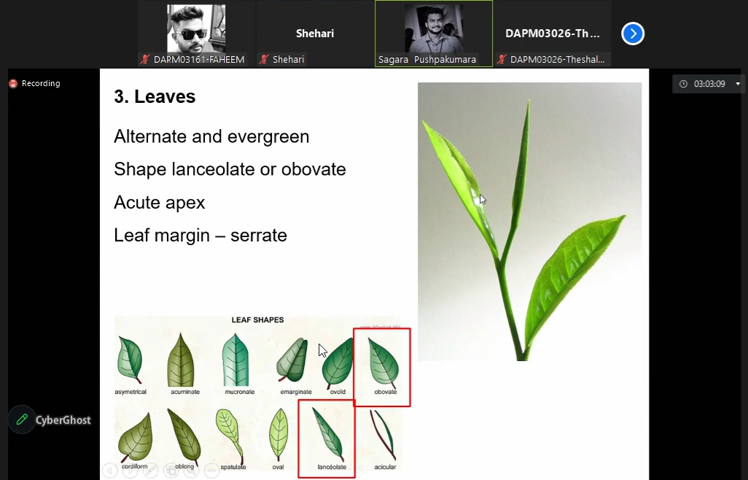 Shehari
DAPM03026-Th...
DARM03161-FAHEEM
Shehari
Sagara Pushpakumara
DAPM03026-Theshal...
Recording
03:03:09
3. Leaves
Alternate and evergreen
Shape lanceolate or obovate
Acute apex
Leaf margin – serrate
LEAF SHAPES
asymetrical
acuminate
mucronate
emarginate
ovoid
obovate
CyberGhost
cordiform
oblong
spatulate
oval
lanceolate
acicular